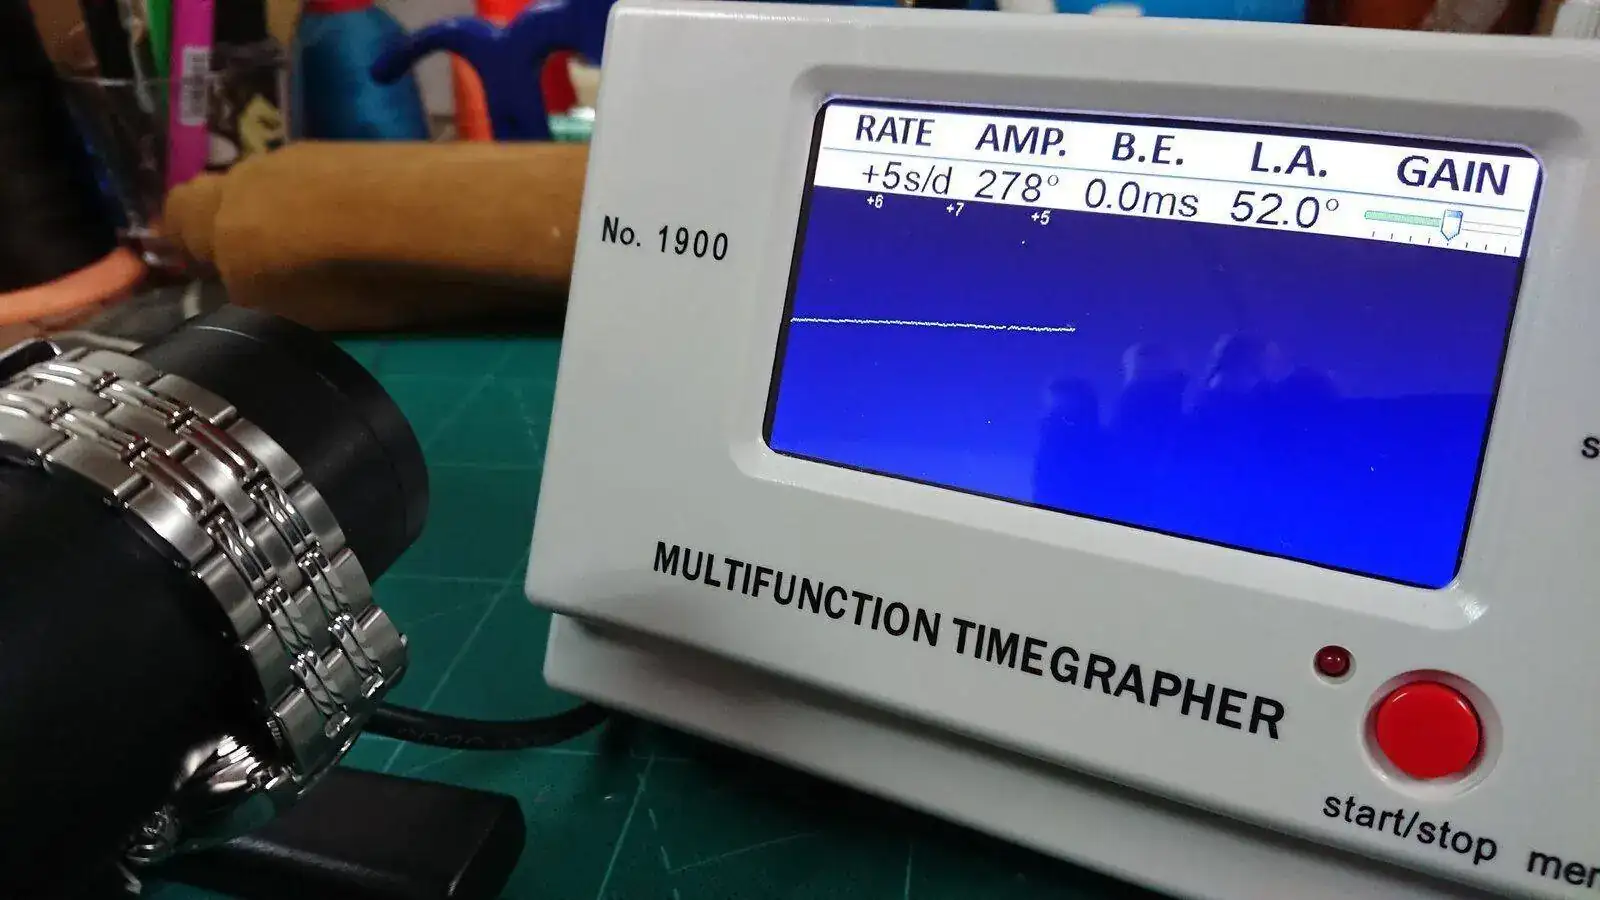 RATE AMP. B.E. L.A. GAIN
+5s/d 278° 0.0ms 52.0°
+6 +7 +5
No. 1900
MULTIFUNCTION TIMEGRAPHER
start/stop